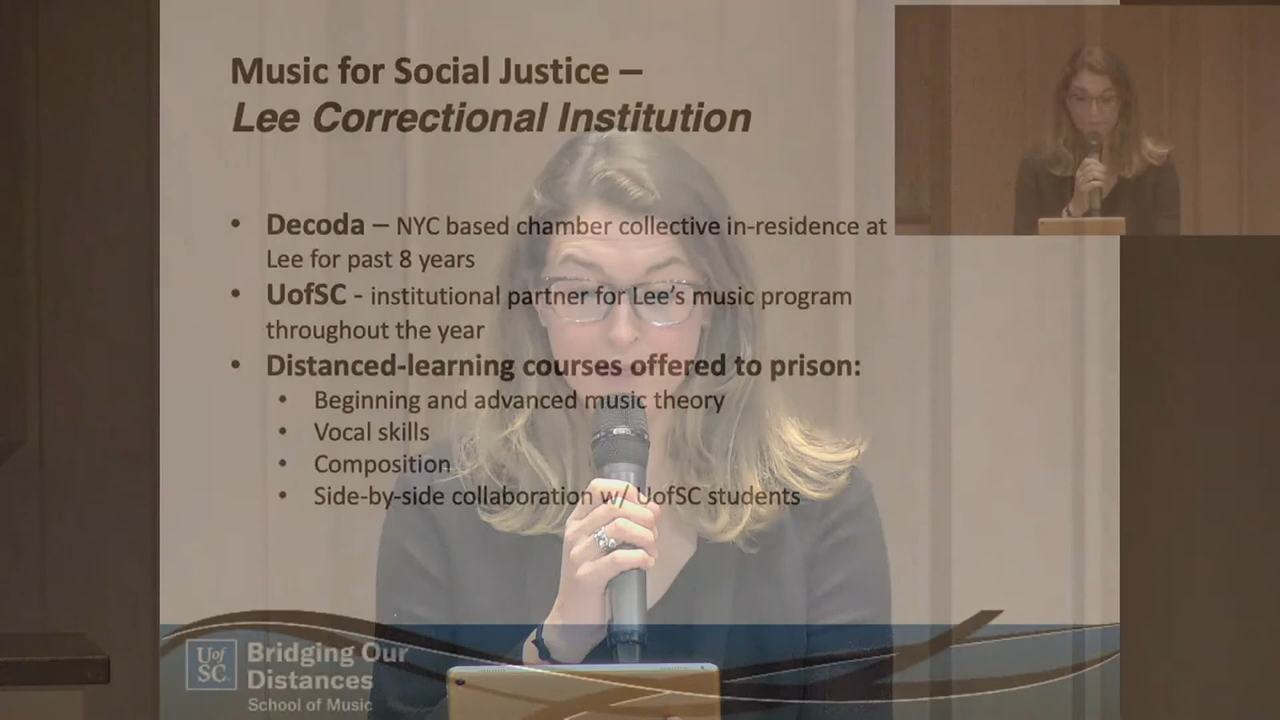 Music for Social Justice –
Lee Correctional Institution
• Decoda – NYC based chamber collective in-residence at
Lee for past 8 years
• UofSC - institutional partner for Lee's music program
throughout the year
• Distanced-learning courses offered to prison:
• Beginning and advanced music theory
• Vocal skills
• Composition
• Side-by-side collaboration w/ UofSC students
UofSC
Bridging Our
Distances
School of Music